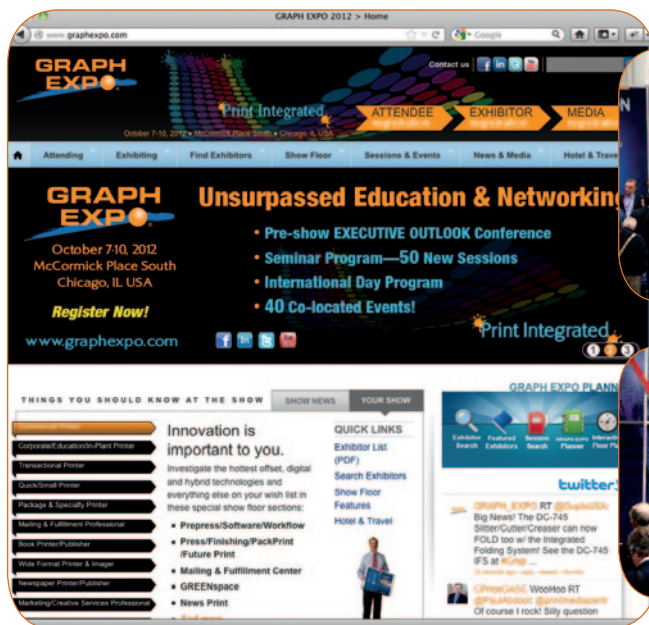 GRAPH EXPO 2012 > Home
www.graphexpo.com
Google
GRAPH
EXPO
Contact us
Print Integrated
October 7-10, 2012 • McCormick Place South • Chicago, IL USA
ATTENDEE
EXHIBITOR
MEDIA
Attending
Exhibiting
Find Exhibitors
Show Floor
Sessions & Events
News & Media
Hotel & Trave
GRAPH
EXPO
October 7-10, 2012
McCormick Place South
Chicago, IL USA
Register Now!
www.graphexpo.com
Unsurpassed Education & Networking
• Pre-show EXECUTIVE OUTLOOK Conference
• Seminar Program—50 New Sessions
• International Day Program
• 40 Co-located Events!
Print Integrated
1 2 3
THINGS YOU SHOULD KNOW AT THE SHOW
SHOW NEWS
YOUR SHOW
Corporate/Education/In-Plant Printer
Transactional Printer
Quick/Small Printer
Package & Specialty Printer
Mailing & Fulfillment Professional
Book Printer/Publisher
Wide Format Printer & Imager
Newspaper Printer/Publisher
Marketing/Creative Services Professional
Innovation is
important to you.
Investigate the hottest offset, digital
and hybrid technologies and
everything else on your wish list in
these special show floor sections:
▪ Prepress/Software/Workflow
▪ Press/Finishing/PackPrint
/Future Print
▪ Mailing & Fulfillment Center
▪ GREENspace
▪ News Print
QUICK LINKS
Exhibitor List
(PDF)
Search Exhibitors
Show Floor
Features
Hotel & Travel
GRAPH EXPO PLANN
Exhibitor
Search
Featured
Exhibitors
Session
Search
GRAPH EXPO
Planner
Interactiv
Floor Pla
twitter
GRAPH_EXPO RT
Big News! The DC-745
Slitter/Cutter/Creaser can now
FOLD too w/ the Integrated
Folding System! See the DC-745
IFS at
WooHoo RT
Of course I rock! Silly question